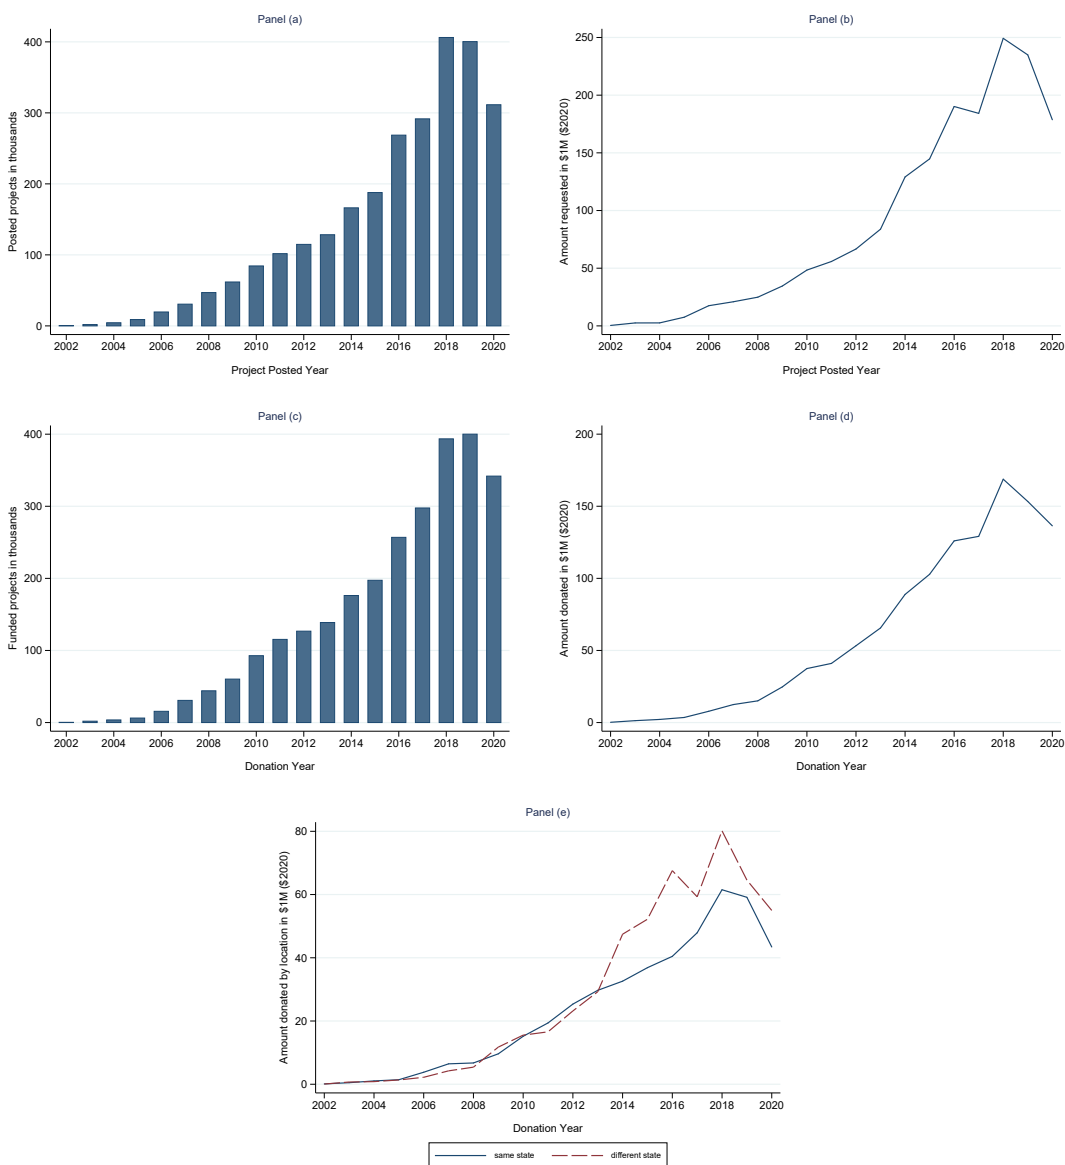 Panel (a)
Posted projects in thousands
400
300
200
100
0
2002 2004 2006 2008 2010 2012 2014 2016 2018 2020
Project Posted Year
Panel (b)
Amount requested in $1M ($2020)
250
200
150
100
50
0
2002 2004 2006 2008 2010 2012 2014 2016 2018 2020
Project Posted Year
Panel (c)
Funded projects in thousands
400
300
200
100
0
2002 2004 2006 2008 2010 2012 2014 2016 2018 2020
Donation Year
Panel (d)
Amount donated in $1M ($2020)
200
150
100
50
0
2002 2004 2006 2008 2010 2012 2014 2016 2018 2020
Donation Year
Panel (e)
Amount donated by location in $1M ($2020)
80
60
40
20
0
2002 2004 2006 2008 2010 2012 2014 2016 2018 2020
Donation Year
same state different state